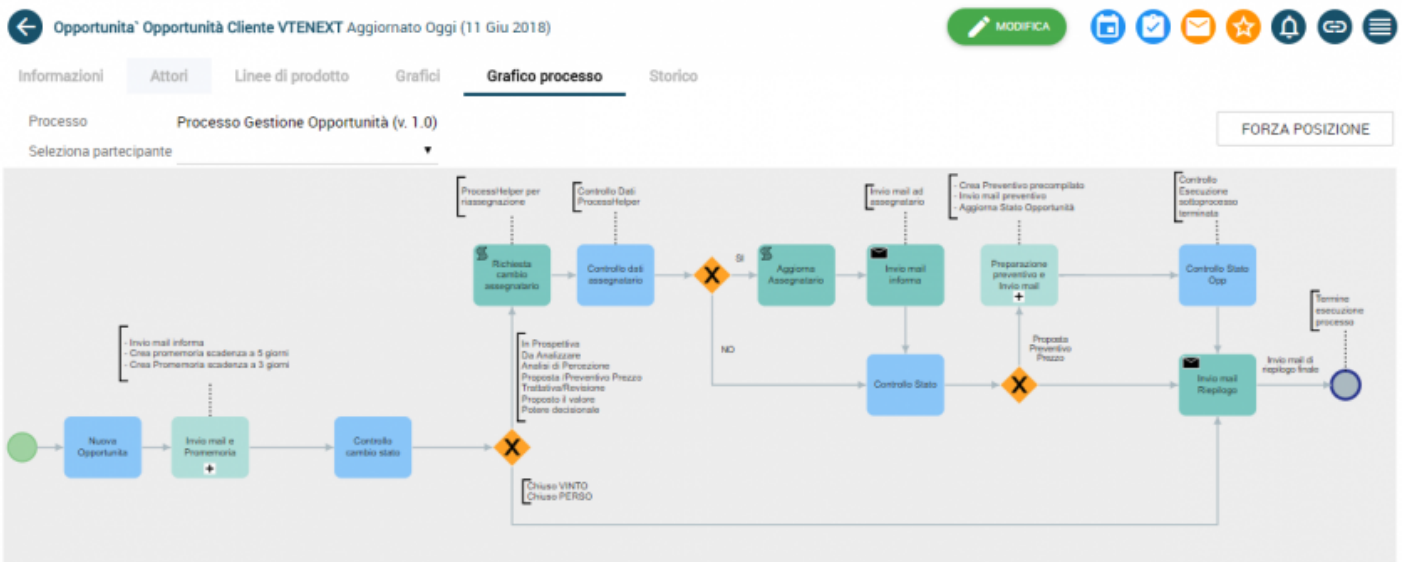 Opportunita` Opportunità Cliente VTENEXT Aggiornato Oggi (11 Giu 2018)
MODIFICA
Informazioni Attori Linee di prodotto Grafici Grafico processo Storico
Processo Processo Gestione Opportunità (v. 1.0)
FORZA POSIZIONE
Seleziona partecipante
ProcessHelper per
riassegnazione
Controllo Dati
ProcessHelper
Invio mail ad
assegnatario
- Crea Preventivo precompilato
- Invio mail preventivo
- Aggiorna Stato Opportunità
Controllo
Esecuzione
sottoprocesso
terminata
Richiesta
cambio
assegnatario
Controllo dati
assegnatario
SI
Aggiorna
Assegnatario
Invio mail
informa
Preparazione
preventivo e
Invio mail
Controllo Stato
Opp
Termine
esecuzione
processo
- Invio mail informa
- Crea promemoria scadenza a 5 giorni
- Crea Promemoria scadenza a 3 giorni
In Prospettiva
Da Analizzare
Analisi di Percezione
Proposta /Preventivo Prezzo
Trattativa/Revisione
Proposto il valore
Potere decisionale
NO
Proposta
Preventivo
Prezzo
Controllo Stato
Invio mail
Riepilogo
Invio mail di
riepilogo finale
Nuova
Opportunita
Invio mail e
Promemoria
Controllo
cambio stato
Chiuso VINTO
Chiuso PERSO